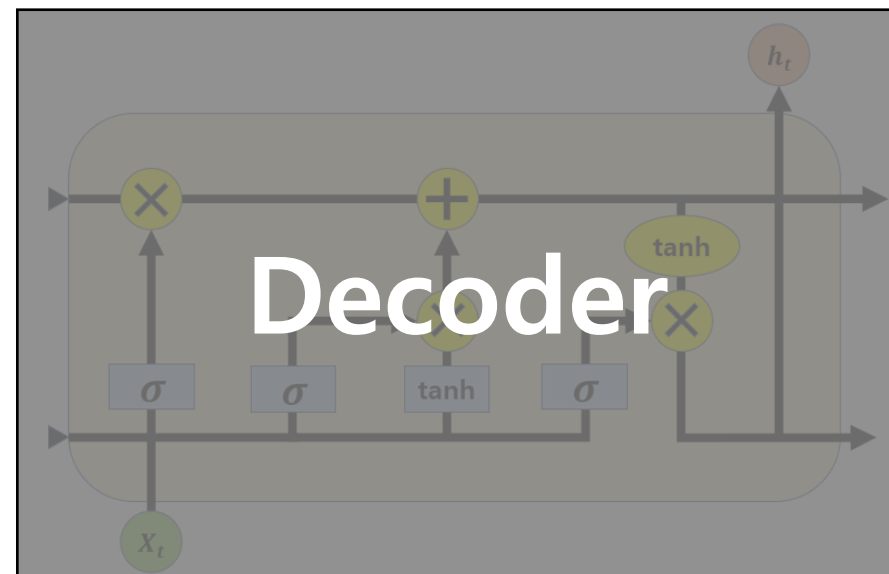 h_t
tanh
Decoder
σ
σ
tanh
σ
X_t